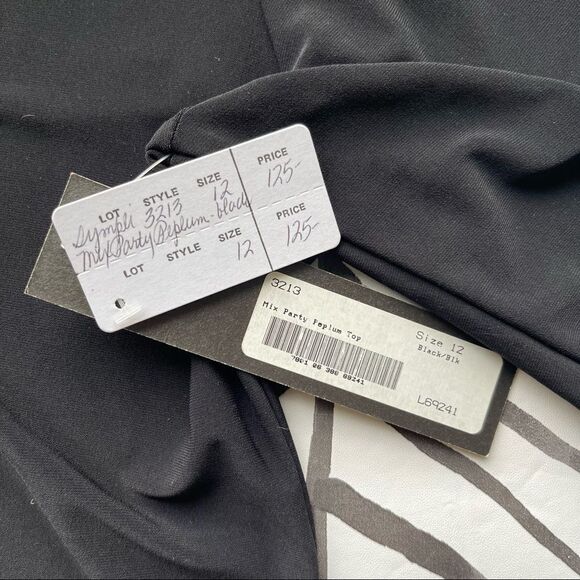 LOT STYLE SIZE PRICE
Sympli 3213 12 125-
Mix Party Peplum - black
LOT STYLE SIZE PRICE
12 125-
3213
Mix Party Peplum Top
Size 12
Black/Blk
L69241